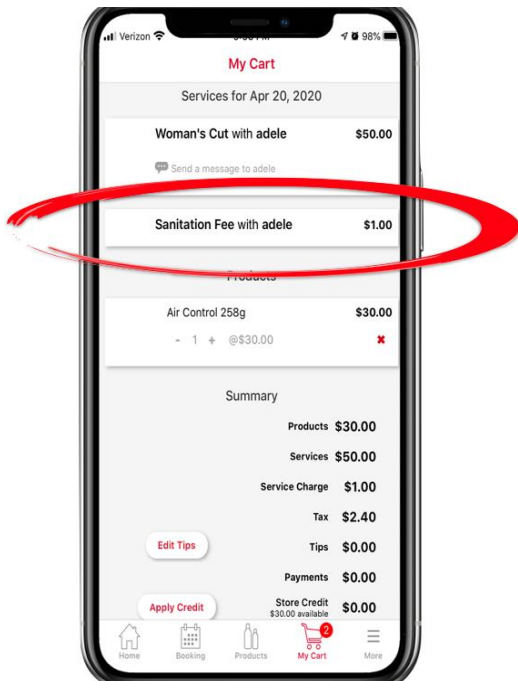 Verizon 98%
My Cart
Services for Apr 20, 2020
Woman's Cut with adele $50.00
Send a message to adele
Sanitation Fee with adele $1.00
Products
Air Control 258g $30.00
- 1 + @$30.00 ✖
Summary
Products $30.00
Services $50.00
Service Charge $1.00
Tax $2.40
Edit Tips Tips $0.00
Payments $0.00
Apply Credit Store Credit $0.00
$30.00 available
2
Home Booking Products My Cart More